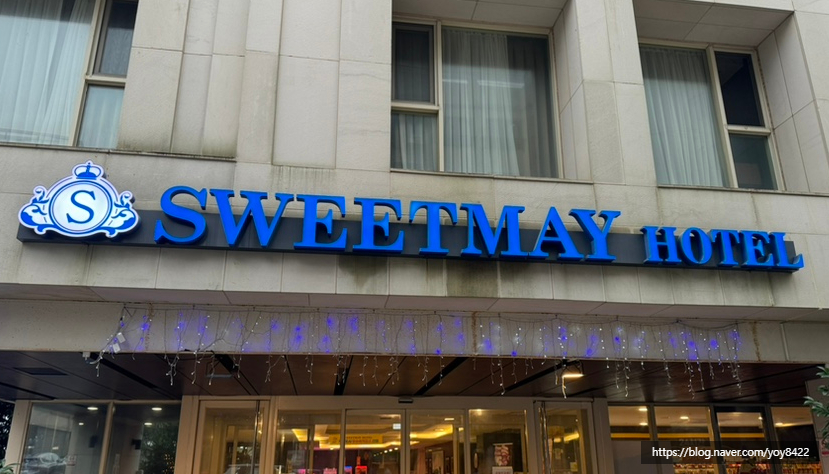 S
SWEETMAY HOTEL
https://blog.naver.com/yoy8422